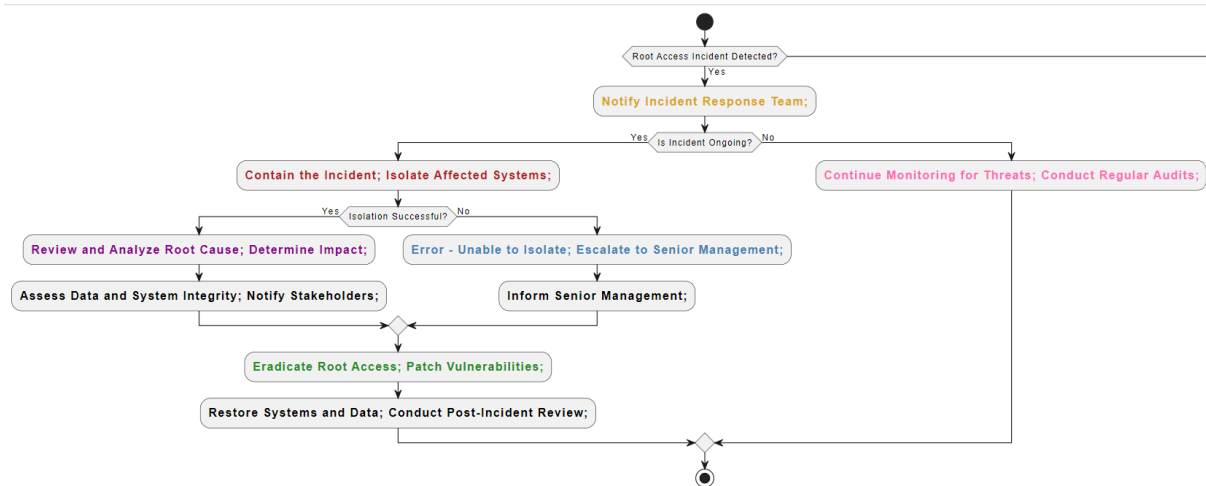 Root Access Incident Detected?
Yes
Notify Incident Response Team;
Yes
Is Incident Ongoing?
No
Contain the Incident; Isolate Affected Systems;
Continue Monitoring for Threats; Conduct Regular Audits;
Yes
Isolation Successful?
No
Review and Analyze Root Cause; Determine Impact;
Error - Unable to Isolate; Escalate to Senior Management;
Assess Data and System Integrity; Notify Stakeholders;
Inform Senior Management;
Eradicate Root Access; Patch Vulnerabilities;
Restore Systems and Data; Conduct Post-Incident Review;